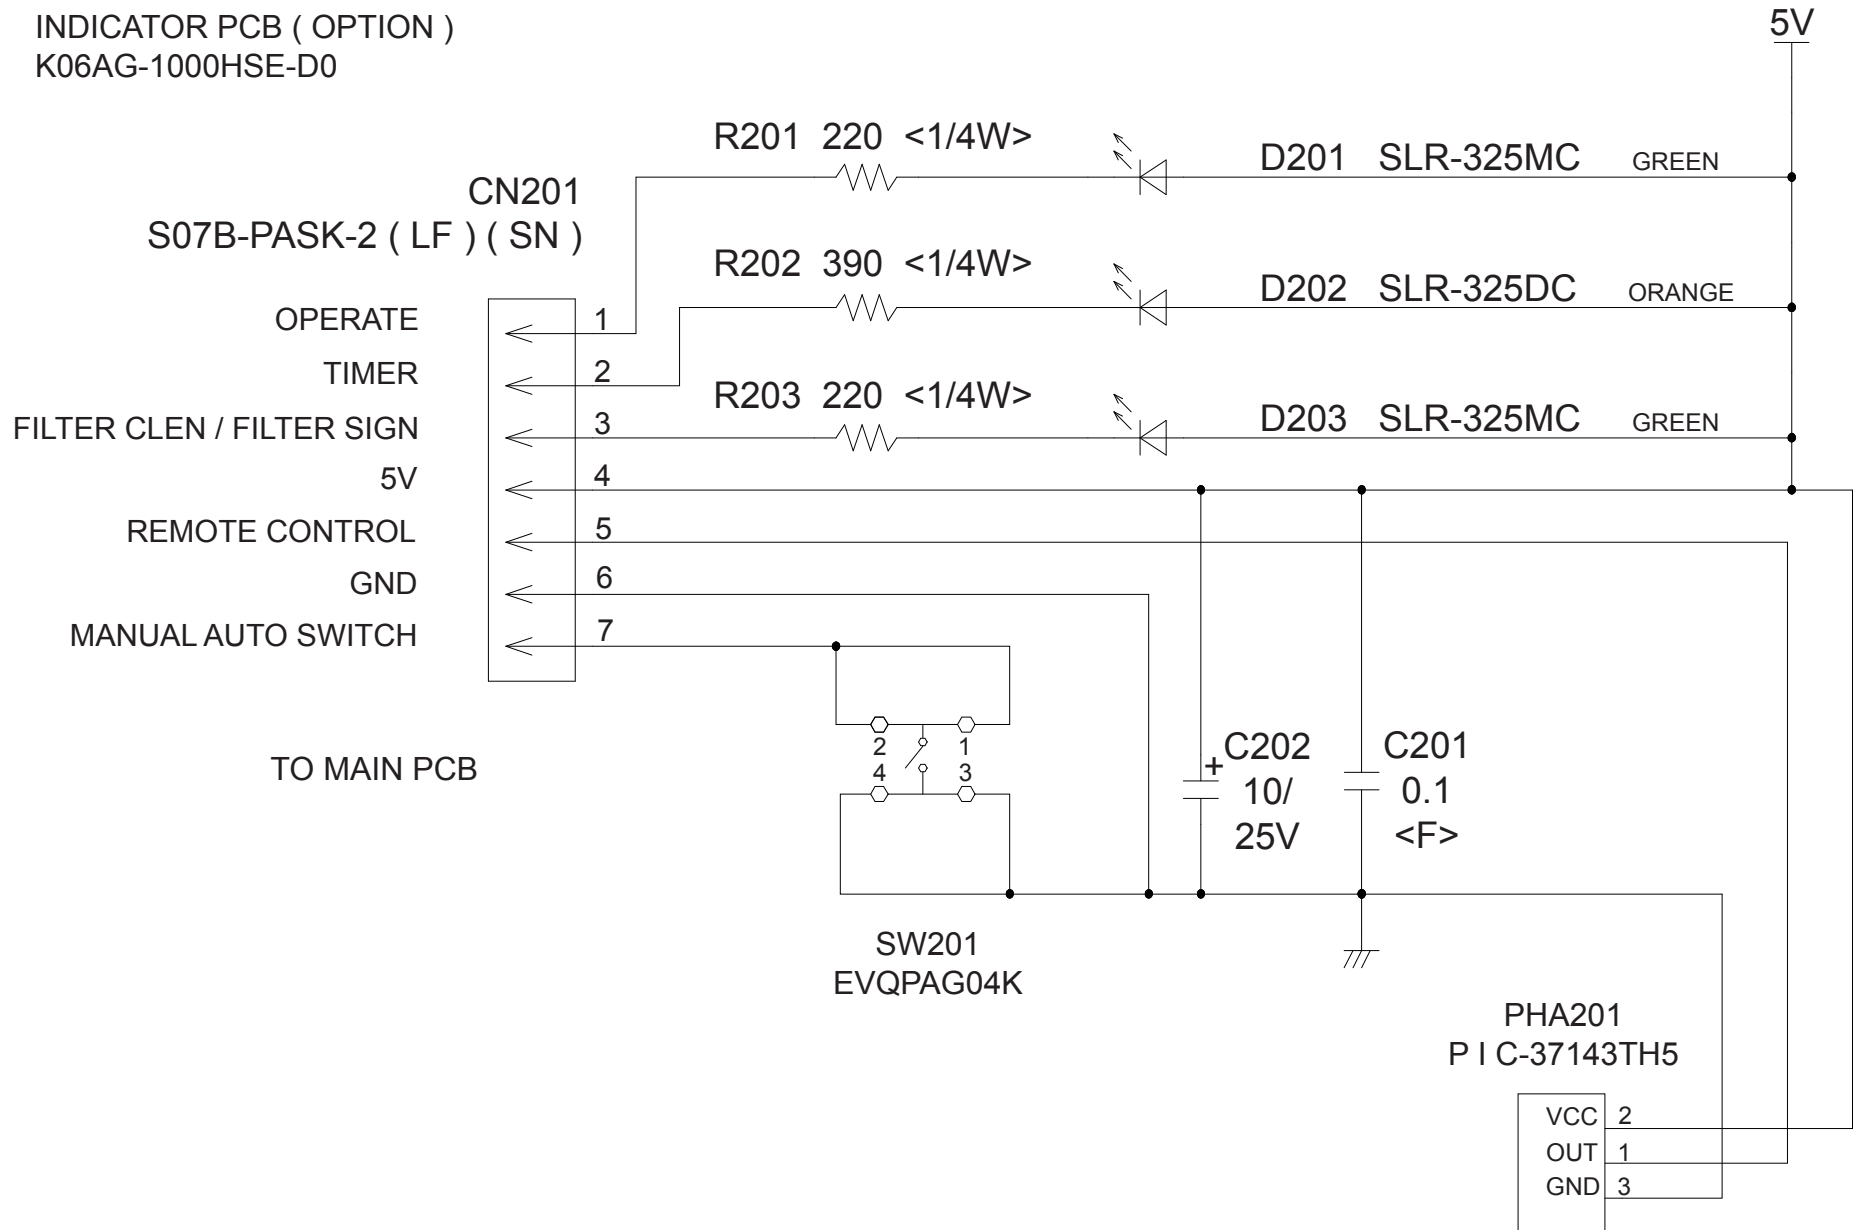 INDICATOR PCB ( OPTION )
K06AG-1000HSE-D0
5V
R201 220 <1/4W>
D201 SLR-325MC GREEN
CN201
S07B-PASK-2 ( LF ) ( SN )
R202 390 <1/4W>
D202 SLR-325DC ORANGE
OPERATE 1
TIMER 2
R203 220 <1/4W>
D203 SLR-325MC GREEN
FILTER CLEN / FILTER SIGN 3
5V 4
REMOTE CONTROL 5
GND 6
MANUAL AUTO SWITCH 7
2 1
4 3
TO MAIN PCB
+ C202
10/
25V
C201
0.1
<F>
SW201
EVQPAG04K
PHA201
P I C-37143TH5
VCC 2
OUT 1
GND 3